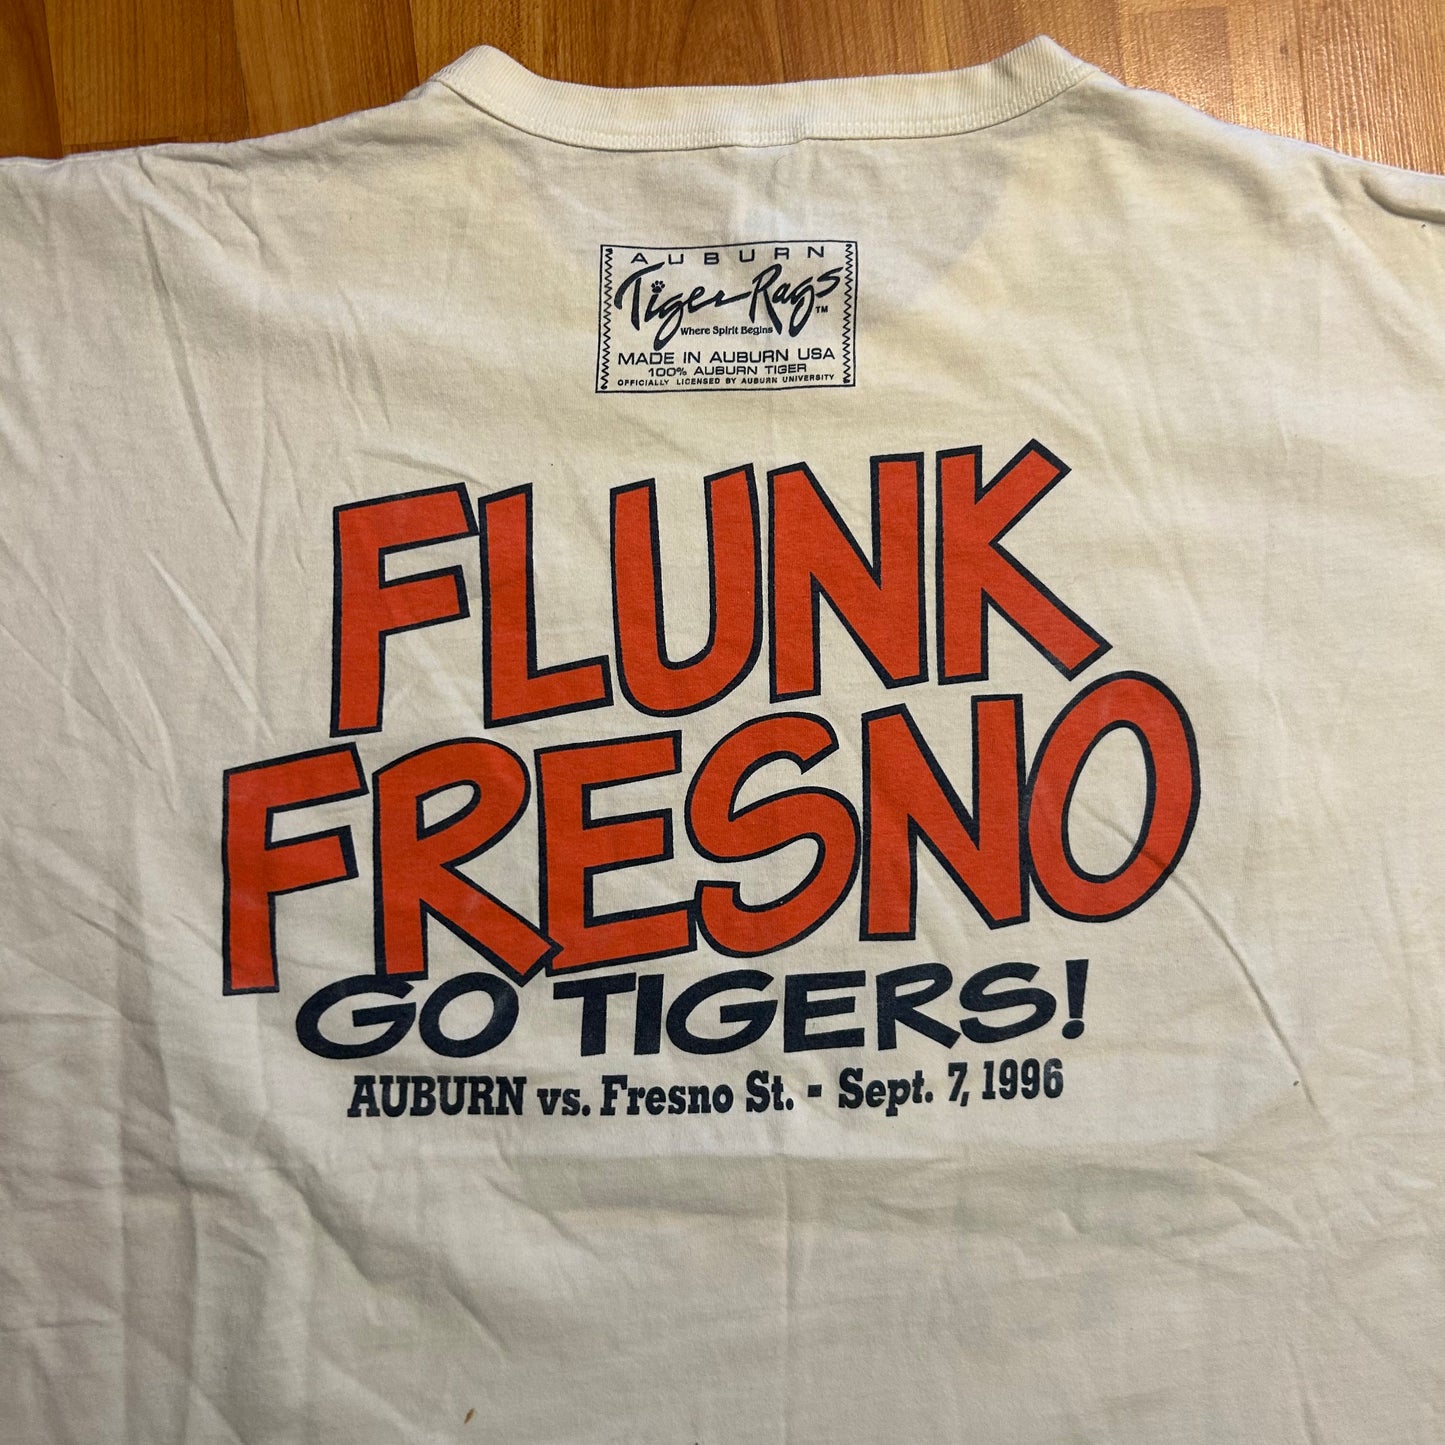 AUBURN
Tiger Rags™
Where Spirit Begins
MADE IN AUBURN USA
100% AUBURN TIGER
OFFICIALLY LICENSED BY AUBURN UNIVERSITY
FLUNK
FRESNO
GO TIGERS!
AUBURN vs. Fresno St. - Sept. 7, 1996